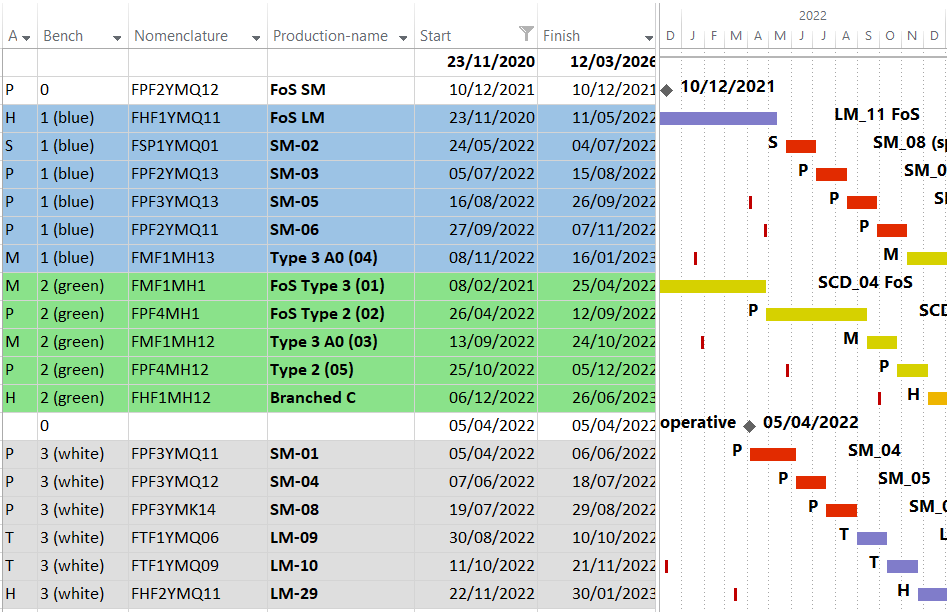 2022
A Bench Nomenclature Production-name Start Finish D J F M A M J J A S O N D
23/11/2020 12/03/2026
P 0 FPF2YMQ12 FoS SM 10/12/2021 10/12/2021 10/12/2021
H 1 (blue) FHF1YMQ11 FoS LM 23/11/2020 11/05/2022 LM_11 FoS
S 1 (blue) FSP1YMQ01 SM-02 24/05/2022 04/07/2022 S SM_08 (sp
P 1 (blue) FPF2YMQ13 SM-03 05/07/2022 15/08/2022 P SM_0
P 1 (blue) FPF3YMQ13 SM-05 16/08/2022 26/09/2022 P
P 1 (blue) FPF2YMQ11 SM-06 27/09/2022 07/11/2022 P
M 1 (blue) FMF1MH13 Type 3 A0 (04) 08/11/2022 16/01/2023 M
M 2 (green) FMF1MH1 FoS Type 3 (01) 08/02/2021 25/04/2022 SCD_04 FoS
P 2 (green) FPF4MH1 FoS Type 2 (02) 26/04/2022 12/09/2022 P SCD
M 2 (green) FMF1MH12 Type 3 A0 (03) 13/09/2022 24/10/2022 M
P 2 (green) FPF4MH12 Type 2 (05) 25/10/2022 05/12/2022 P
H 2 (green) FHF1MH12 Branched C 06/12/2022 26/06/2023 H
0 05/04/2022 05/04/2022 operative 05/04/2022
P 3 (white) FPF3YMQ11 SM-01 05/04/2022 06/06/2022 P SM_04
P 3 (white) FPF3YMQ12 SM-04 07/06/2022 18/07/2022 P SM_05
P 3 (white) FPF3YMK14 SM-08 19/07/2022 29/08/2022 P SM_0
T 3 (white) FTF1YMQ06 LM-09 30/08/2022 10/10/2022 T L
T 3 (white) FTF1YMQ09 LM-10 11/10/2022 21/11/2022 T
H 3 (white) FHF2YMQ11 LM-29 22/11/2022 30/01/2023 H